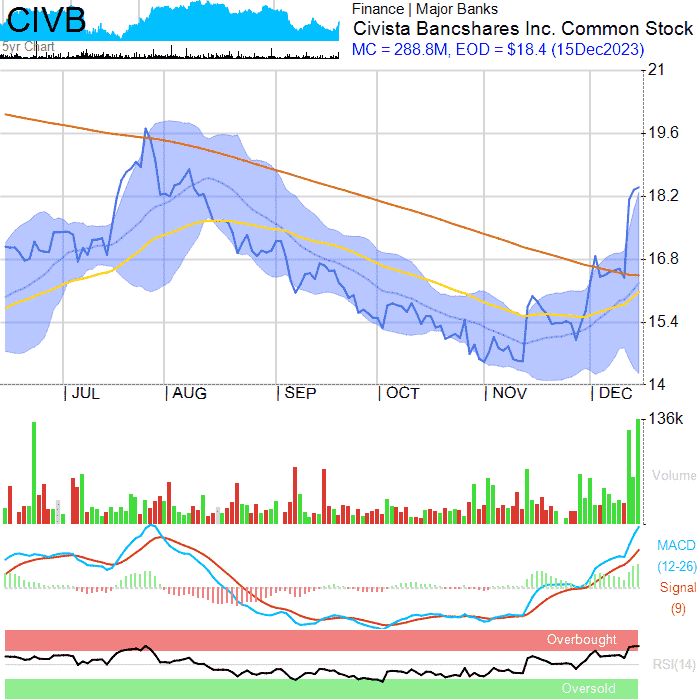 CIVB
5yr Chart
Finance | Major Banks
Civista Bancshares Inc. Common Stock
MC = 288.8M, EOD = $18.4 (15Dec2023)
21
19.6
18.2
16.8
15.4
14
JUL AUG SEP OCT NOV DEC
136k
Volume
MACD
(12-26)
Signal
(9)
Overbought
RSI(14)
Oversold